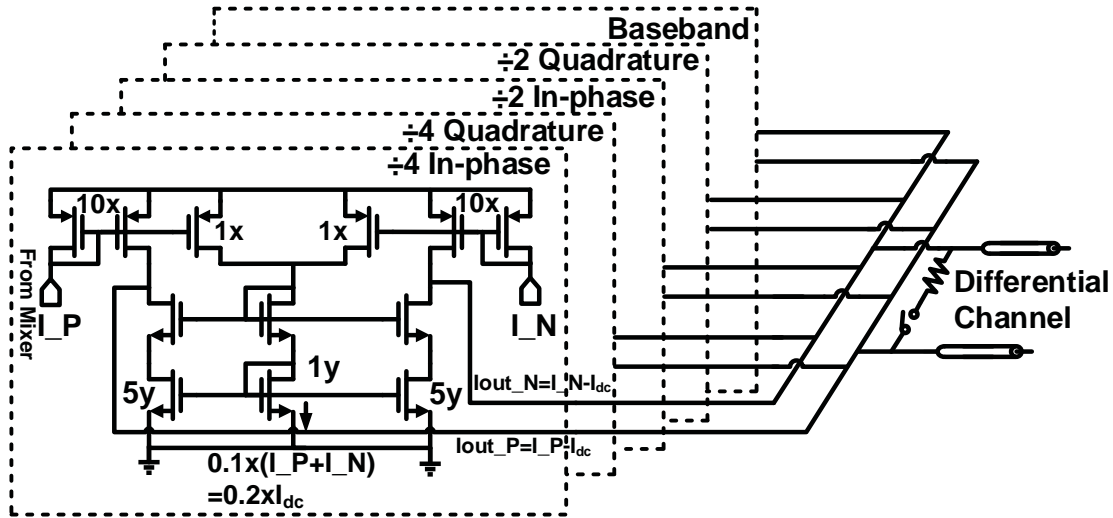 Baseband
÷2 Quadrature
÷2 In-phase
÷4 Quadrature
÷4 In-phase
10x
1x
1x
10x
From Mixer
I_P
I_N
Differential
Channel
1y
5y
5y
Iout_N=I_N-Idc
Iout_P=I_P-Idc
0.1x(I_P+I_N)
=0.2xIdc